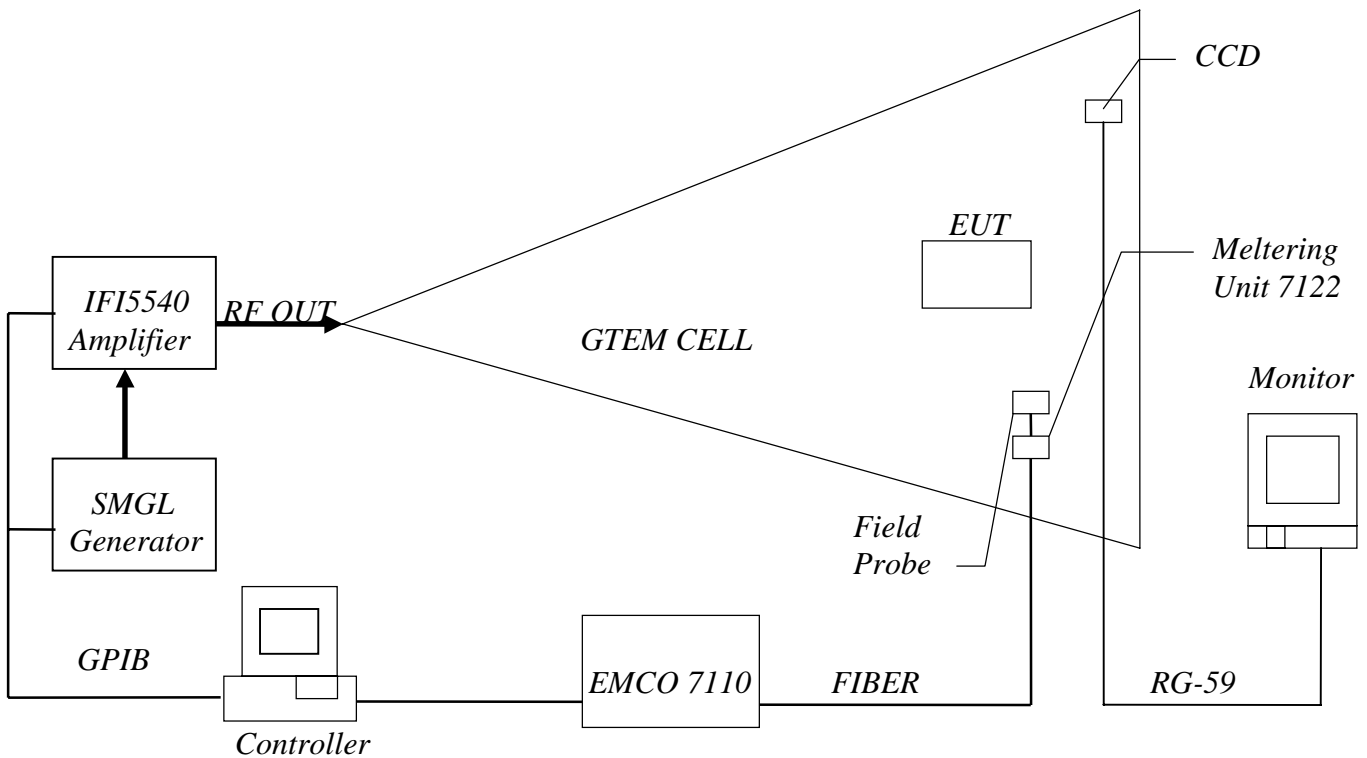 CCD
EUT
Meltering
Unit 7122
IFI5540
Amplifier
RF OUT
GTEM CELL
Monitor
SMGL
Generator
Field
Probe
GPIB
EMCO 7110
FIBER
RG-59
Controller